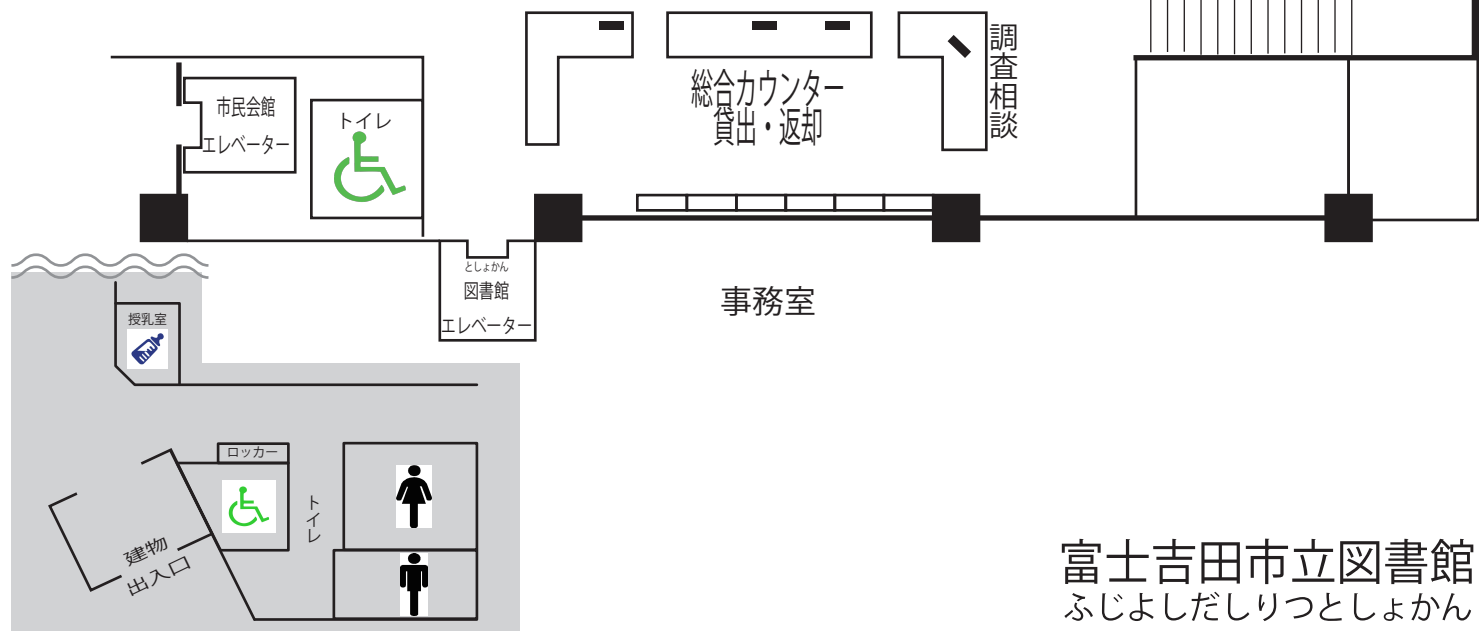 市民会館
エレベーター
トイレ
総合カウンター
貸出・返却
調査相談
としょかん
図書館
エレベーター
事務室
授乳室
ロッカー
トイレ
建物
出入口
富士吉田市立図書館
ふじよしだしりつとしょかん